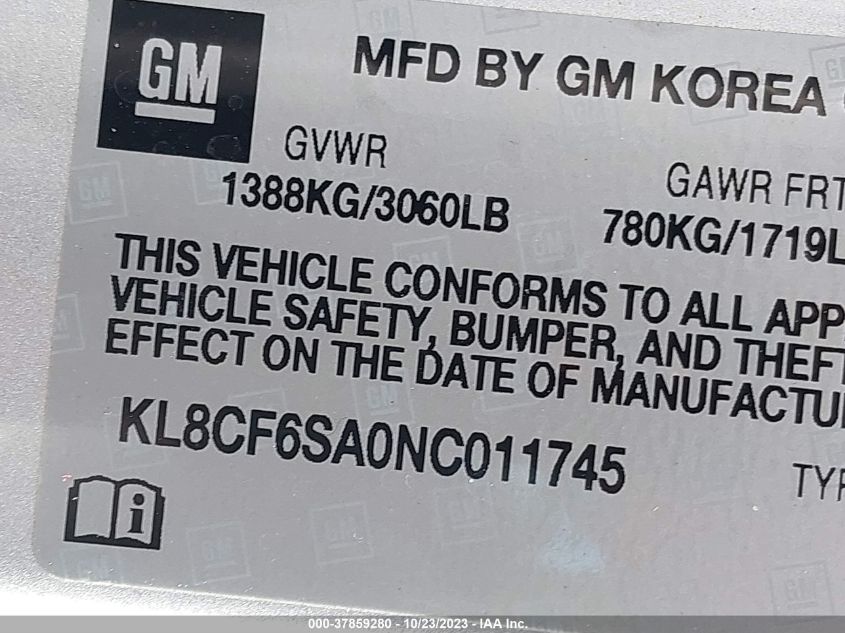 GM
MFD BY GM KOREA
GVWR
1388KG/3060LB
GAWR FRT
780KG/1719L
THIS VEHICLE CONFORMS TO ALL APP
VEHICLE SAFETY, BUMPER, AND THEFT
EFFECT ON THE DATE OF MANUFACTU
KL8CF6SA0NC011745
TYP
i
000-37859280 - 10/23/2023 - IAA Inc.